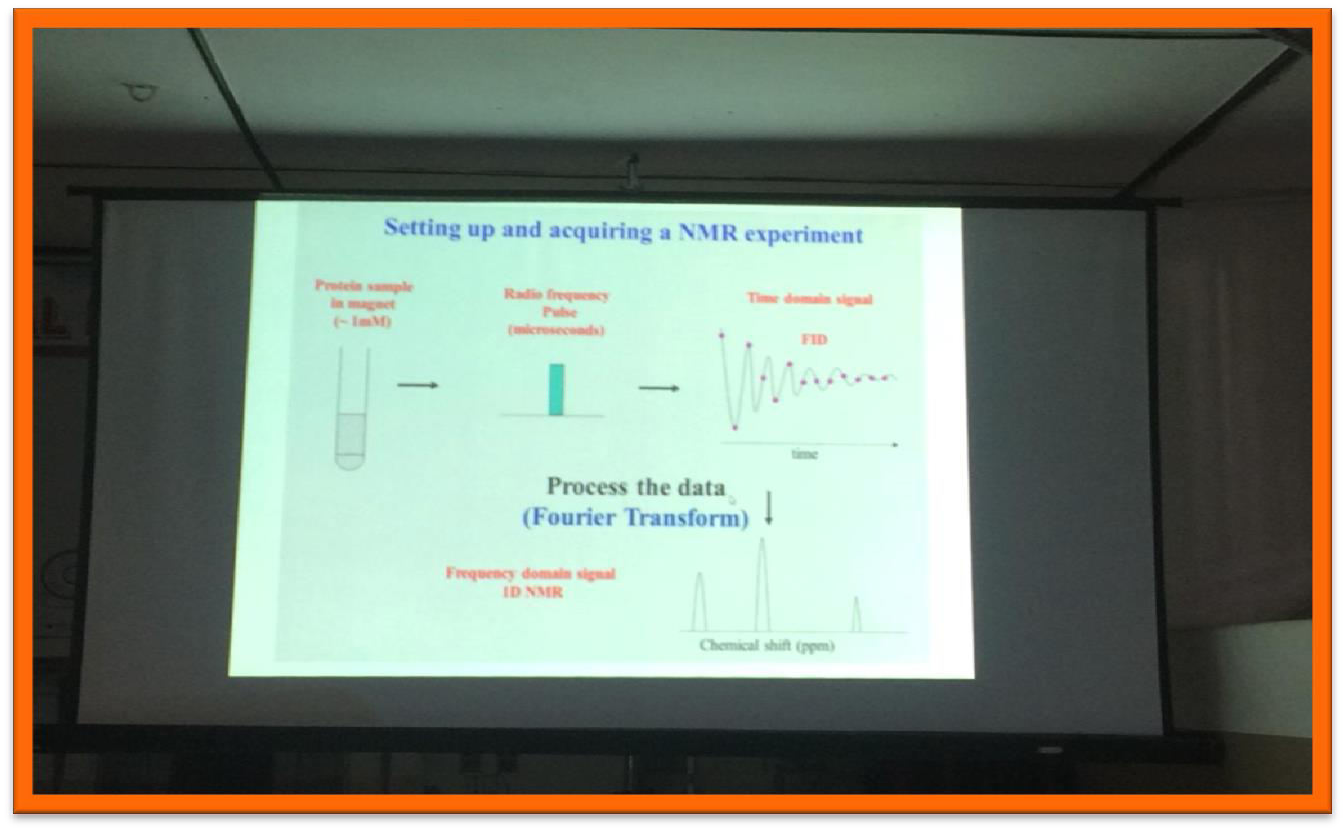 Setting up and acquiring a NMR experiment
Protein sample
in magnet
(~ 1mM)
Radio frequency
Pulse
(microseconds)
Time domain signal
FID
time
Process the data
(Fourier Transform)
Frequency domain signal
1D NMR
Chemical shift (ppm)